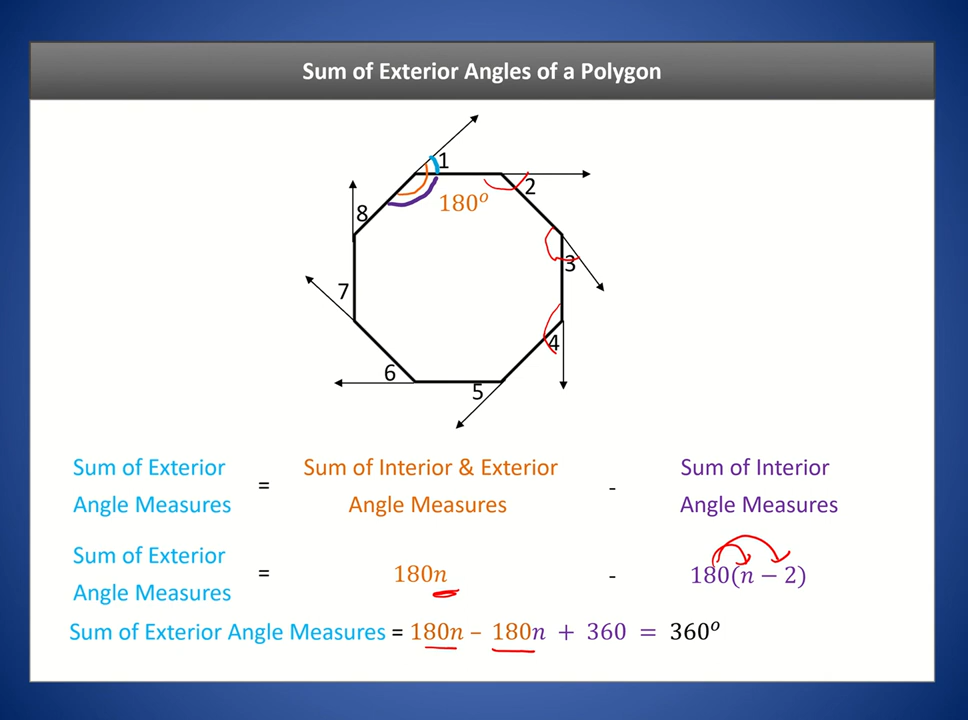 Sum of Exterior Angles of a Polygon
1
2
180º
8
3
7
4
6
5
Sum of Exterior Angle Measures = Sum of Interior & Exterior Angle Measures - Sum of Interior Angle Measures
Sum of Exterior Angle Measures = 180n - 180(n − 2)
Sum of Exterior Angle Measures = 180n – 180n + 360 = 360º